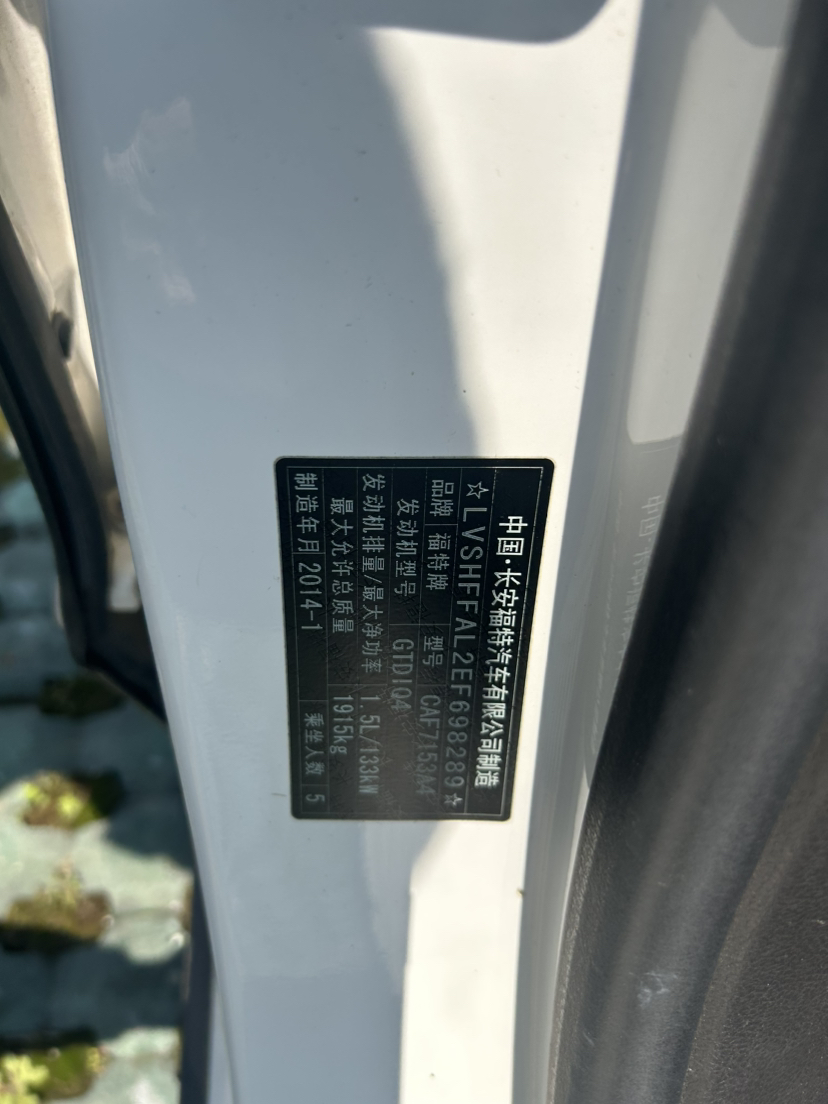 中国·长安福特汽车有限公司制造
☆LVSHFFAL2EF698289☆
品牌 福特牌 型号 CAF7153A4
发动机型号 GTDIQ4
发动机排量/最大净功率 1.5L/133kW
最大允许总质量 1915kg
制造年月 2014-1 乘坐人数 5